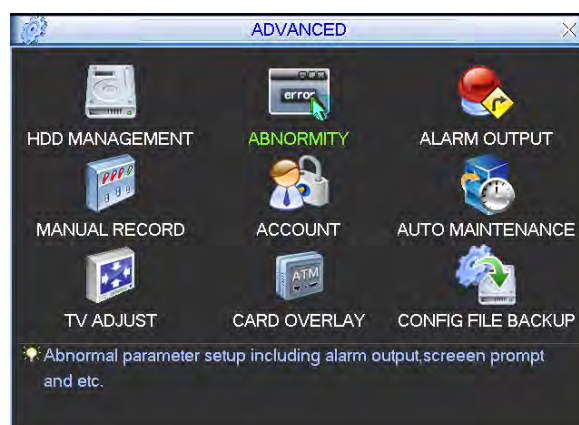 ADVANCED
HDD MANAGEMENT
ABNORMITY
error
ALARM OUTPUT
MANUAL RECORD
ACCOUNT
AUTO MAINTENANCE
TV ADJUST
ATM
CARD OVERLAY
CONFIG FILE BACKUP
Abnormal parameter setup including alarm output,screeen prompt
and etc.